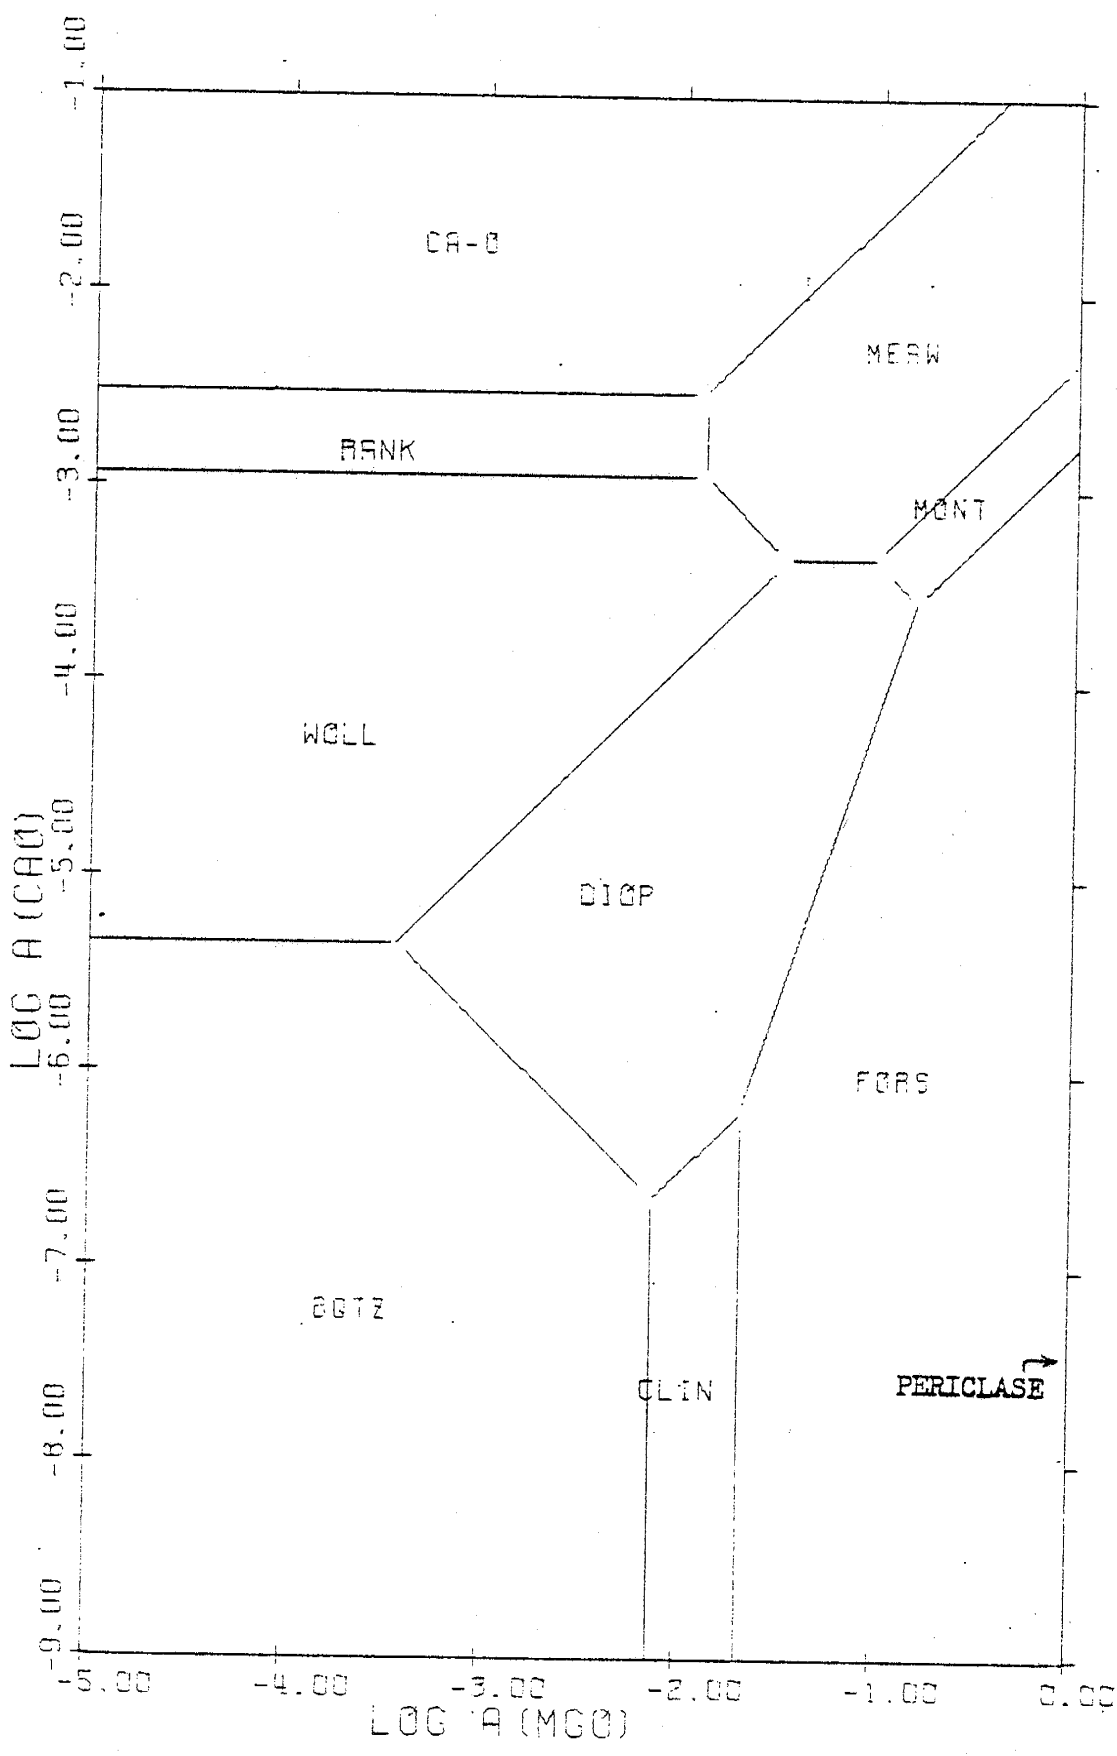 -1.00
CA-O
-2.00
MERW
RANK
-3.00
MONT
-4.00
WOLL
LOG A(CAO)
-5.00
DIOP
-6.00
FORS
-7.00
BQTZ
PERICLASE
CLIN
-8.00
-9.00
-5.00 -4.00 -3.00 -2.00 -1.00 0.00
LOG A(MGO)